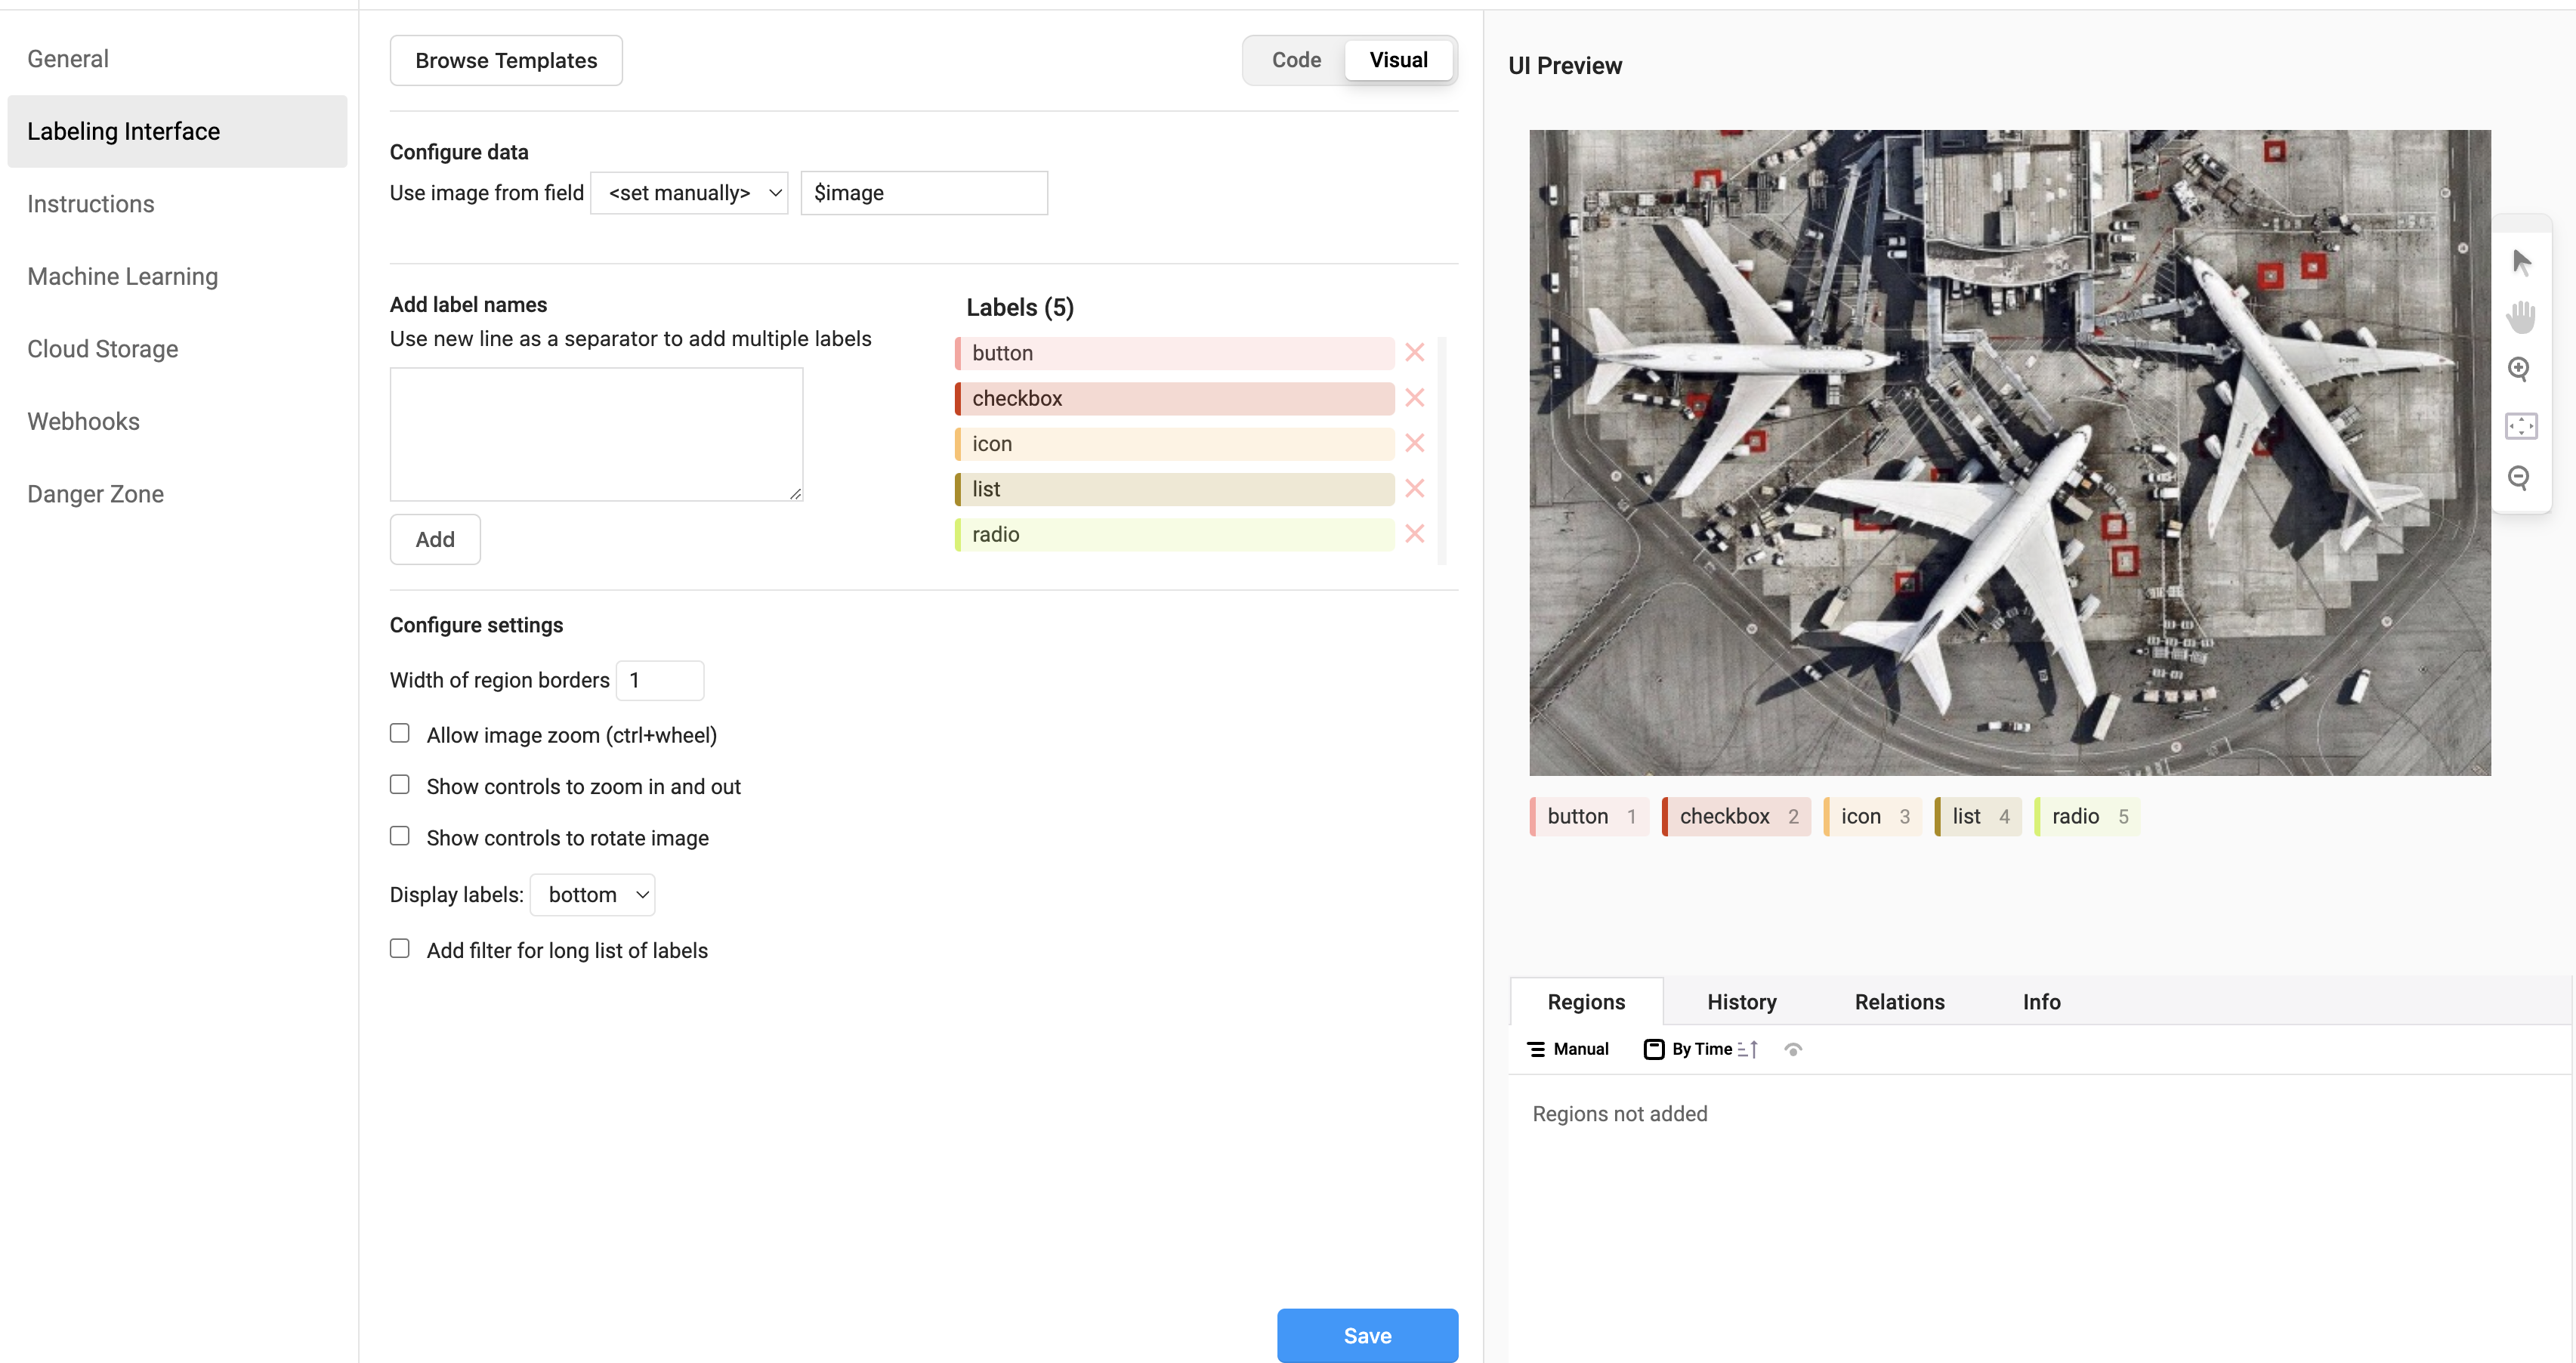 General
Labeling Interface
Instructions
Machine Learning
Cloud Storage
Webhooks
Danger Zone
Browse Templates
Code Visual
Configure data
Use image from field <set manually> $image
Add label names
Use new line as a separator to add multiple labels
Add
Labels (5)
button
checkbox
icon
list
radio
Configure settings
Width of region borders 1
Allow image zoom (ctrl+wheel)
Show controls to zoom in and out
Show controls to rotate image
Display labels: bottom
Add filter for long list of labels
Save
UI Preview
button 1 checkbox 2 icon 3 list 4 radio 5
Regions History Relations Info
Manual By Time
Regions not added